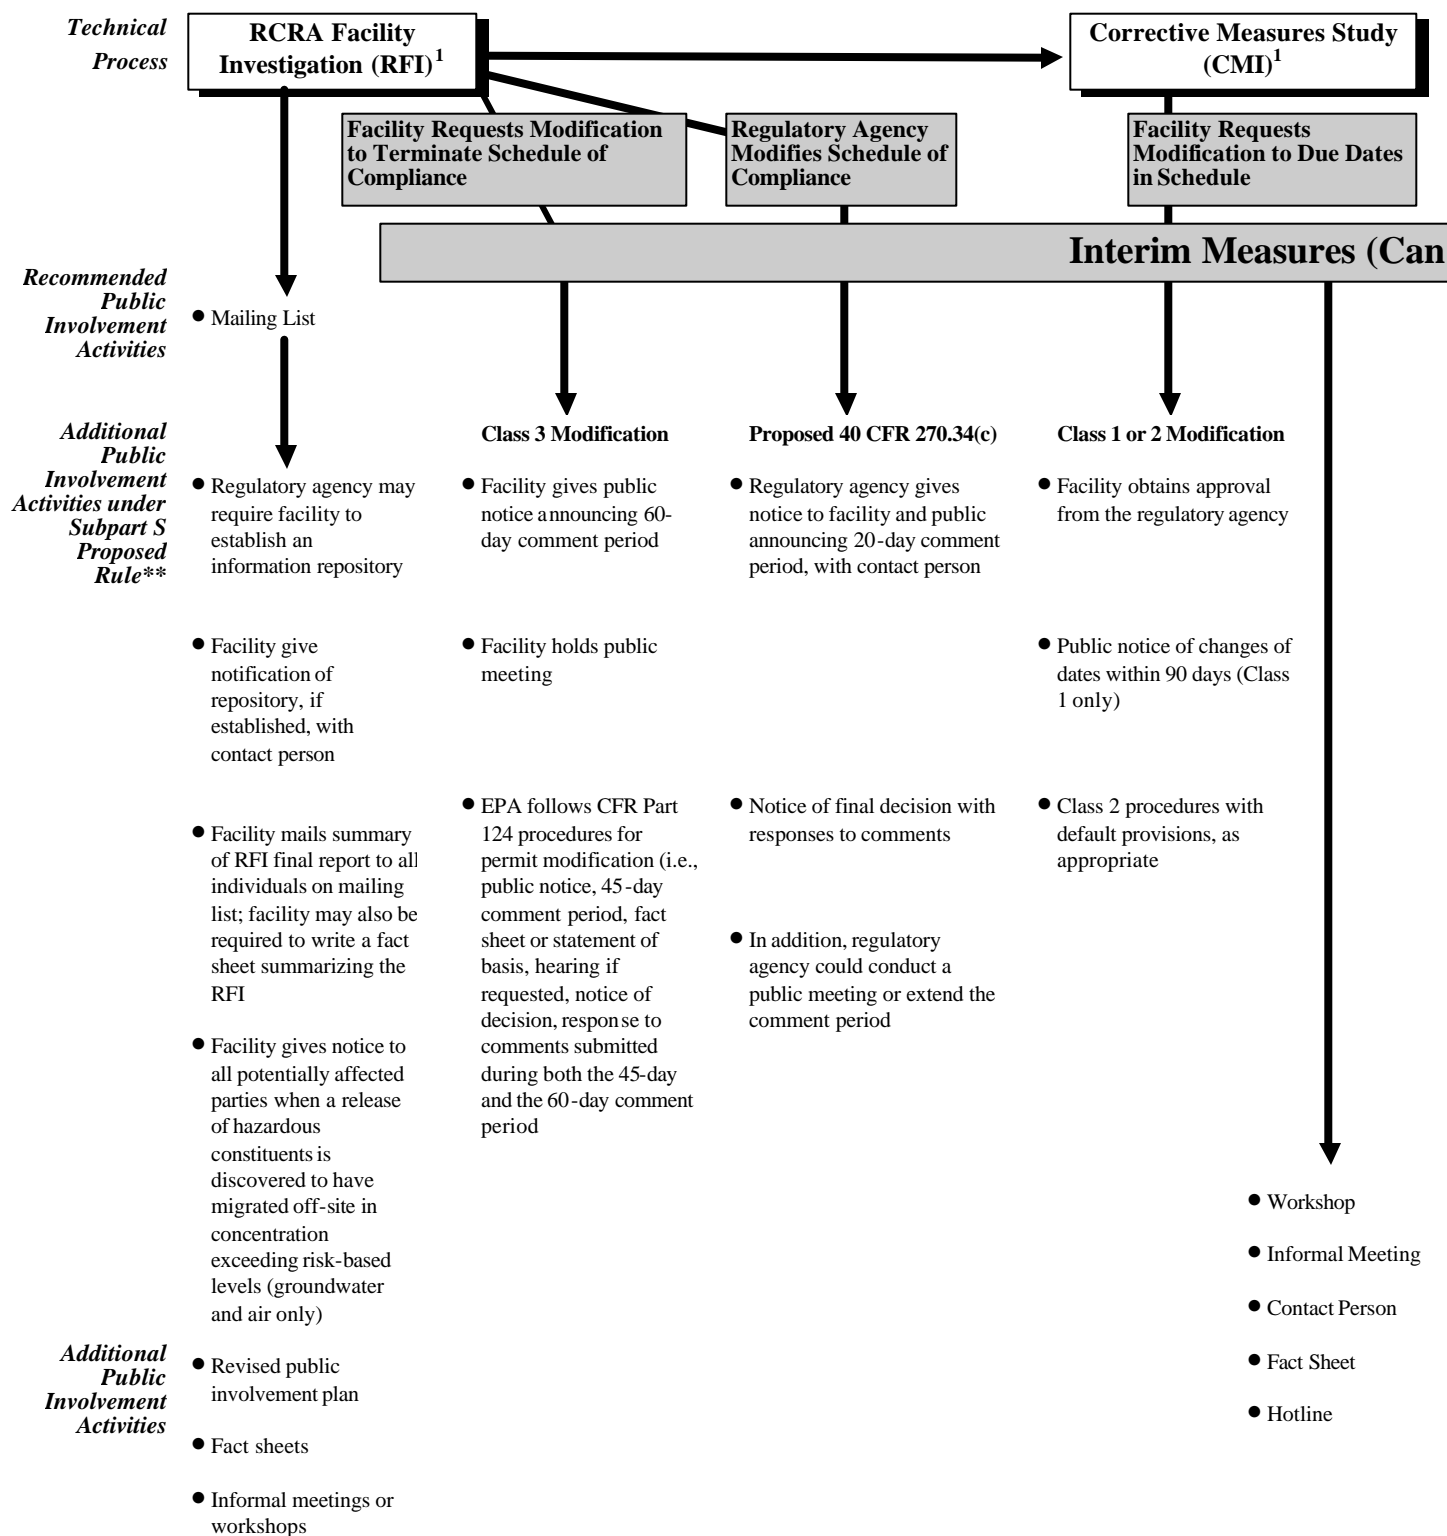 Technical
Process
RCRA Facility
Investigation (RFI)1
Corrective Measures Study
(CMI)1
Facility Requests Modification
to Terminate Schedule of
Compliance
Regulatory Agency
Modifies Schedule of
Compliance
Facility Requests
Modification to Due Dates
in Schedule
Interim Measures (Can
Recommended
Public
Involvement
Activities
● Mailing List
Additional
Public
Involvement
Activities under
Subpart S
Proposed
Rule**
● Regulatory agency may
require facility to
establish an
information repository
● Facility give
notification of
repository, if
established, with
contact person
● Facility mails summary
of RFI final report to all
individuals on mailing
list; facility may also be
required to write a fact
sheet summarizing the
RFI
● Facility gives notice to
all potentially affected
parties when a release
of hazardous
constituents is
discovered to have
migrated off-site in
concentration
exceeding risk-based
levels (groundwater
and air only)
Class 3 Modification
● Facility gives public
notice announcing 60-
day comment period
● Facility holds public
meeting
● EPA follows CFR Part
124 procedures for
permit modification (i.e.,
public notice, 45-day
comment period, fact
sheet or statement of
basis, hearing if
requested, notice of
decision, response to
comments submitted
during both the 45-day
and the 60-day comment
period
Proposed 40 CFR 270.34(c)
● Regulatory agency gives
notice to facility and public
announcing 20-day comment
period, with contact person
● Notice of final decision with
responses to comments
● In addition, regulatory
agency could conduct a
public meeting or extend the
comment period
Class 1 or 2 Modification
● Facility obtains approval
from the regulatory agency
● Public notice of changes of
dates within 90 days (Class
1 only)
● Class 2 procedures with
default provisions, as
appropriate
● Workshop
● Informal Meeting
● Contact Person
● Fact Sheet
● Hotline
Additional
Public
Involvement
Activities
● Revised public
involvement plan
● Fact sheets
● Informal meetings or
workshops